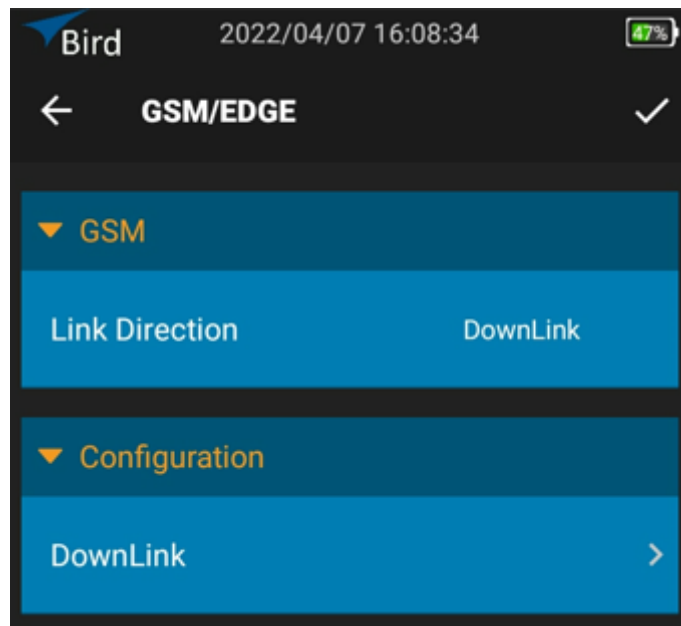 Bird 2022/04/07 16:08:34 47%
GSM/EDGE
GSM
Link Direction DownLink
Configuration
DownLink